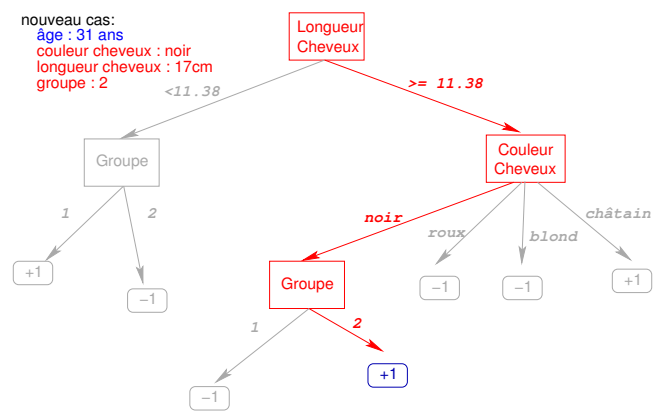 nouveau cas:
âge : 31 ans
couleur cheveux : noir
longueur cheveux : 17cm
groupe : 2
Longueur
Cheveux
<11.38
>= 11.38
Groupe
Couleur
Cheveux
1
2
noir
roux
blond
châtain
+1
−1
Groupe
−1
−1
+1
1
2
−1
+1